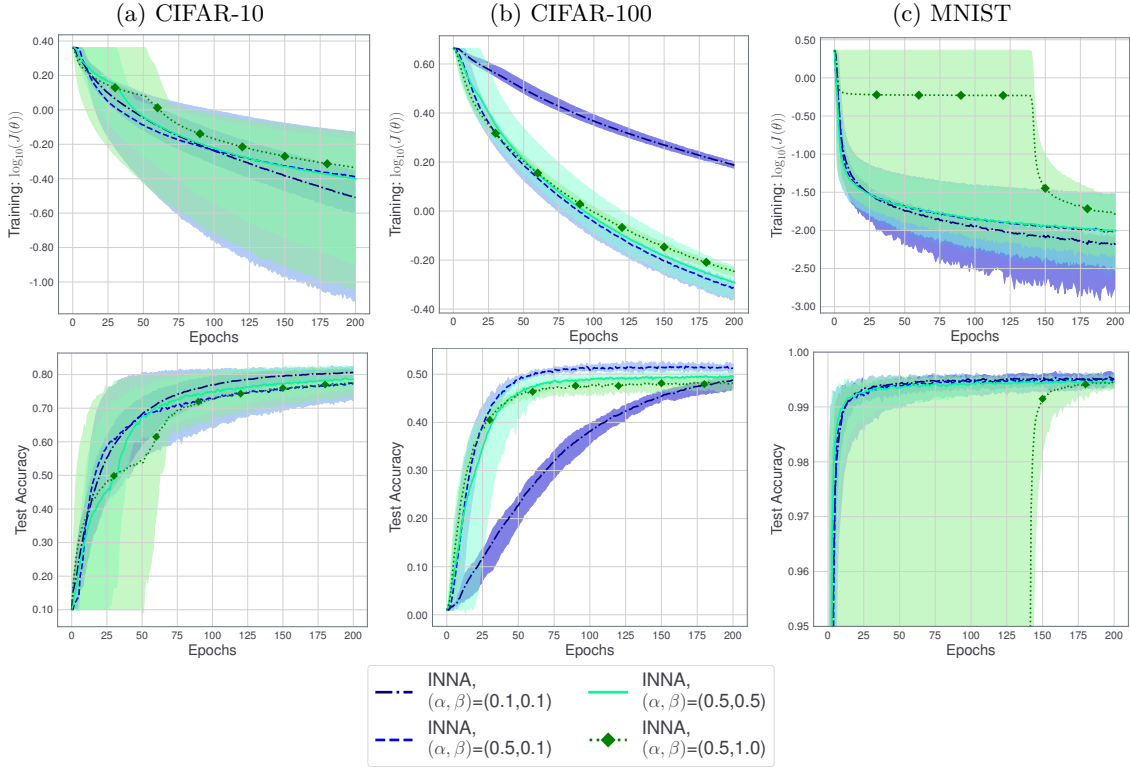 (a) CIFAR-10
(b) CIFAR-100
(c) MNIST
Training: log₁₀(J(θ))
0.40
0.20
0.00
-0.20
-0.40
-0.60
-0.80
-1.00
0 25 50 75 100 125 150 175 200
Epochs
Training: log₁₀(J(θ))
0.60
0.40
0.20
0.00
-0.20
-0.40
0 25 50 75 100 125 150 175 200
Epochs
Training: log₁₀(J(θ))
0.50
0.00
-0.50
-1.00
-1.50
-2.00
-2.50
-3.00
0 25 50 75 100 125 150 175 200
Epochs
Test Accuracy
0.80
0.70
0.60
0.50
0.40
0.30
0.20
0.10
0 25 50 75 100 125 150 175 200
Epochs
Test Accuracy
0.50
0.40
0.30
0.20
0.10
0.00
0 25 50 75 100 125 150 175 200
Epochs
Test Accuracy
1.00
0.99
0.98
0.97
0.96
0.95
0 25 50 75 100 125 150 175 200
Epochs
INNA,
(α, β)=(0.1,0.1)
INNA,
(α, β)=(0.5,0.1)
INNA,
(α, β)=(0.5,0.5)
INNA,
(α, β)=(0.5,1.0)